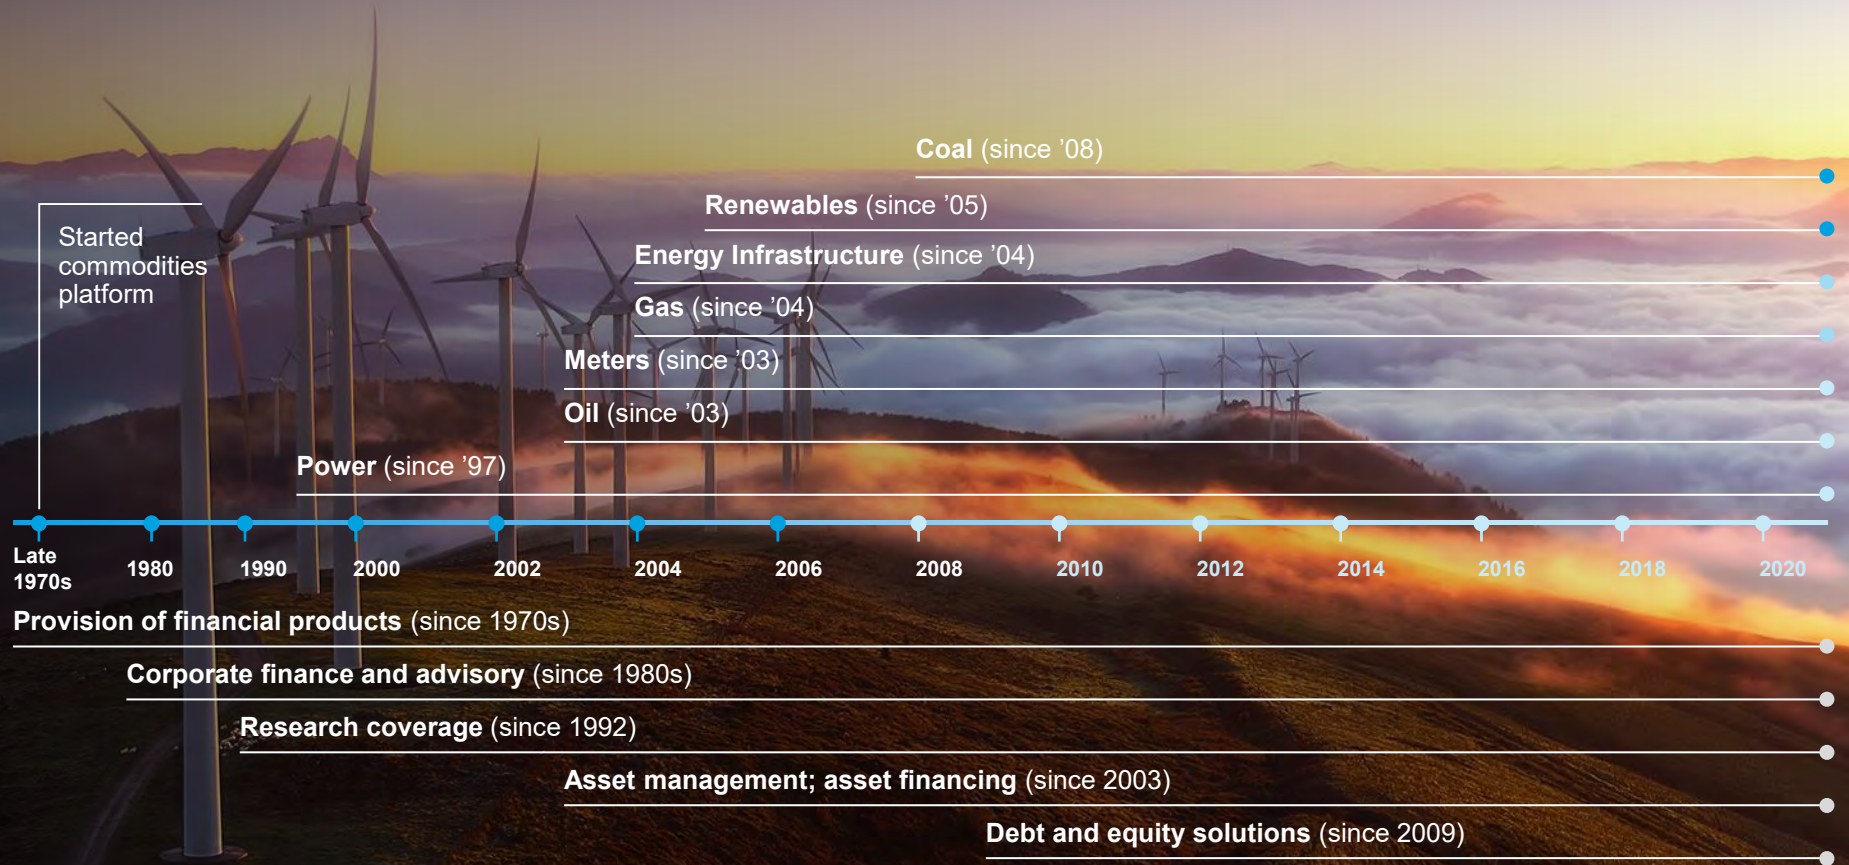 Coal (since ’08)
Renewables (since ’05)
Energy Infrastructure (since ’04)
Gas (since ’04)
Meters (since ’03)
Oil (since ’03)
Power (since ’97)
Started
commodities
platform
Late
1970s
1980
1990
2000
2002
2004
2006
2008
2010
2012
2014
2016
2018
2020
Provision of financial products (since 1970s)
Corporate finance and advisory (since 1980s)
Research coverage (since 1992)
Asset management; asset financing (since 2003)
Debt and equity solutions (since 2009)